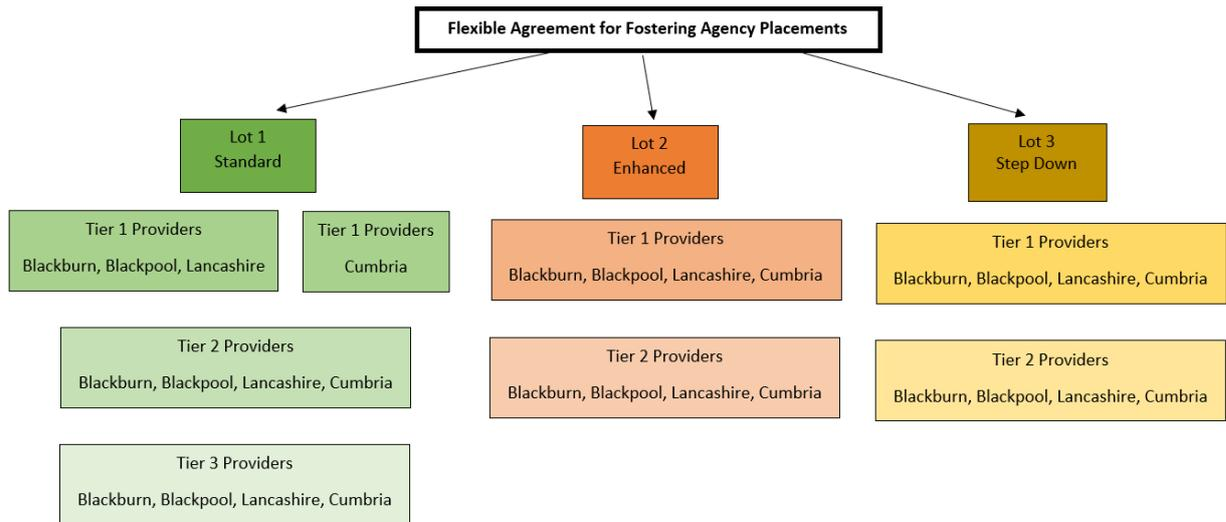 Flexible Agreement for Fostering Agency Placements
Lot 1
Standard
Lot 2
Enhanced
Lot 3
Step Down
Tier 1 Providers
Blackburn, Blackpool, Lancashire
Tier 1 Providers
Cumbria
Tier 1 Providers
Blackburn, Blackpool, Lancashire, Cumbria
Tier 1 Providers
Blackburn, Blackpool, Lancashire, Cumbria
Tier 2 Providers
Blackburn, Blackpool, Lancashire, Cumbria
Tier 2 Providers
Blackburn, Blackpool, Lancashire, Cumbria
Tier 2 Providers
Blackburn, Blackpool, Lancashire, Cumbria
Tier 3 Providers
Blackburn, Blackpool, Lancashire, Cumbria